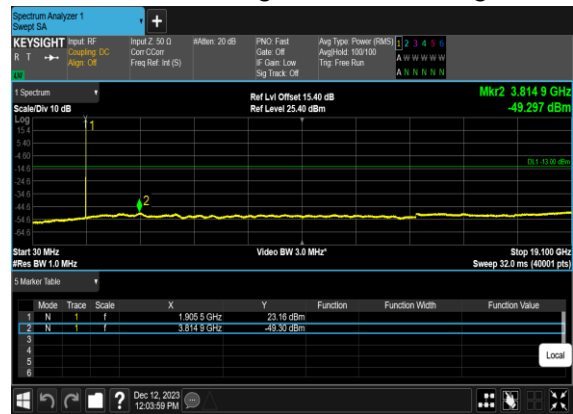 Spectrum Analyzer 1
Swept SA
KEYSIGHT Input: RF Input Z: 50 Ω #Atten: 20 dB PNO: Fast Avg Type: Power (RMS) 1 2 3 4 5 6
R T Coupling: DC Corr CCorr Gate: Off Avg|Hold: 100/100 A W W W W W
Align: Off Freq Ref: Int (S) IF Gain: Low Trig: Free Run
LW Sig Track: Off A N N N N N
1 Spectrum Ref Lvl Offset 15.40 dB Mkr2 3.814 9 GHz
Scale/Div 10 dB Ref Level 25.40 dBm -49.297 dBm
Log
15.4 1
5.40
-4.60
DL1 -13.00 dBm
-14.6
-24.6
-34.6
-44.6 2
-54.6
-64.6
Start 30 MHz Video BW 3.0 MHz* Stop 19.100 GHz
#Res BW 1.0 MHz Sweep 32.0 ms (40001 pts)
5 Marker Table
Mode Trace Scale X Y Function Function Width Function Value
1 N 1 f 1.905 5 GHz 23.16 dBm
2 N 1 f 3.814 9 GHz -49.30 dBm
3
4
5
6
Local
? Dec 12, 2023
12:03:59 PM